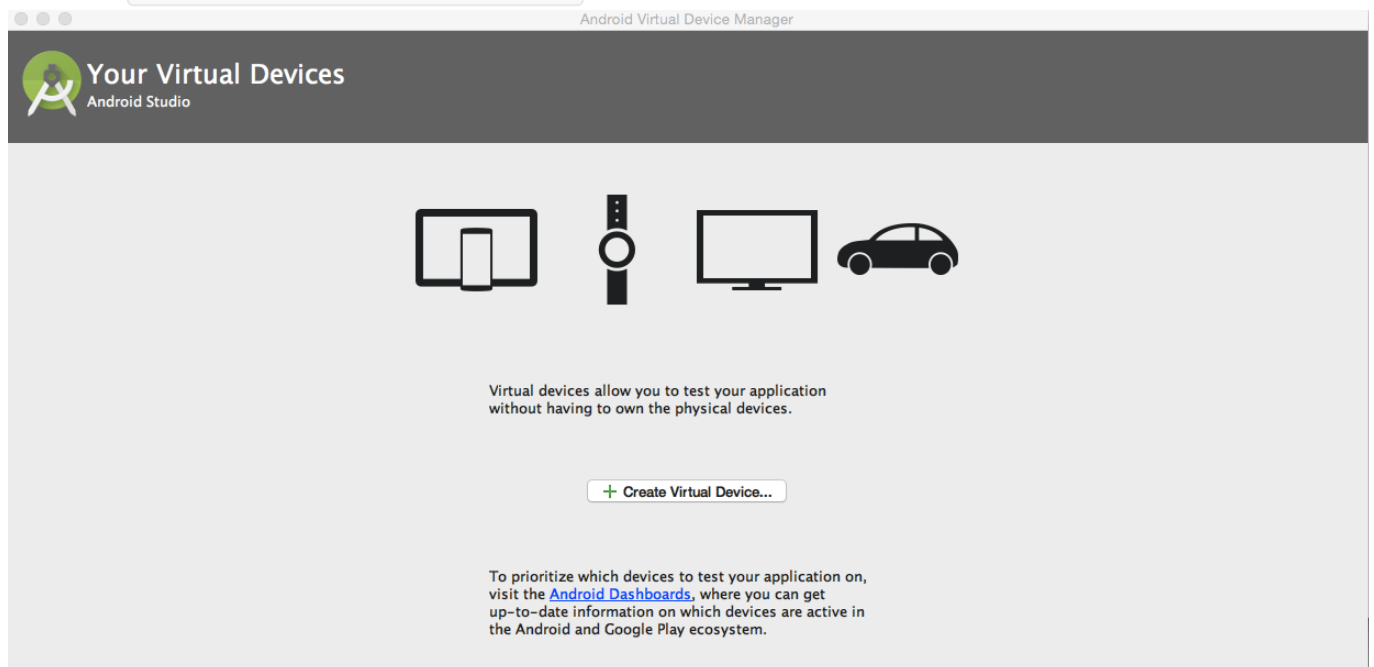 Android Virtual Device Manager
Your Virtual Devices
Android Studio
Virtual devices allow you to test your application
without having to own the physical devices.
+ Create Virtual Device...
To prioritize which devices to test your application on,
visit the Android Dashboards, where you can get
up-to-date information on which devices are active in
the Android and Google Play ecosystem.